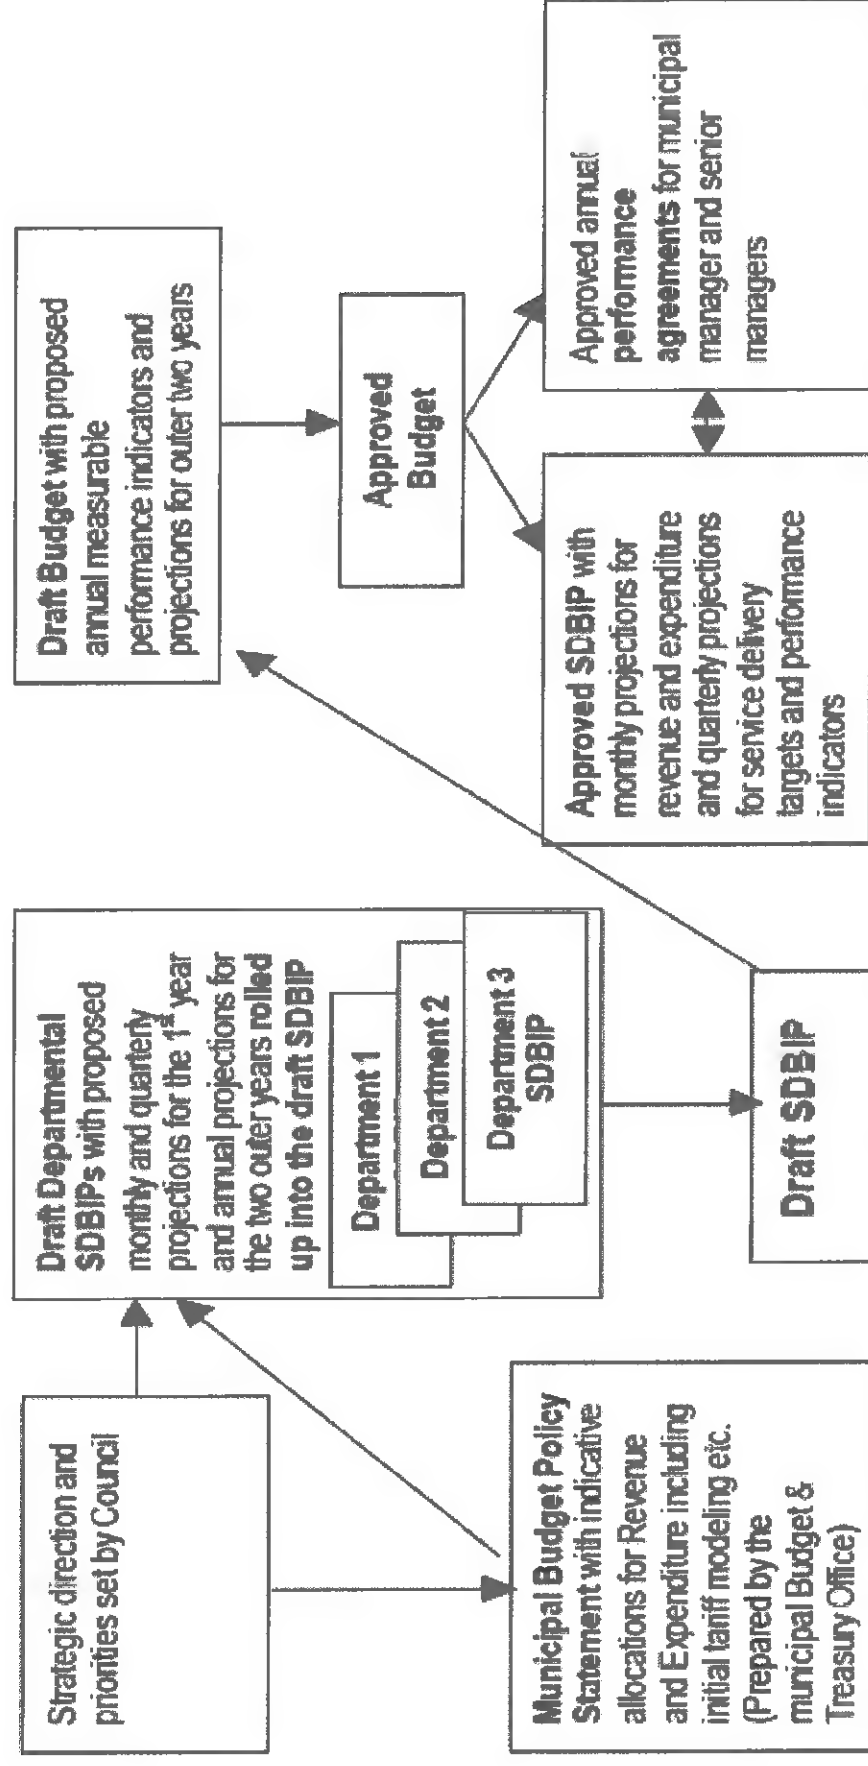 Strategic direction and
priorities set by Council
Municipal Budget Policy
Statement with indicative
allocations for Revenue
and Expenditure including
initial tariff modeling etc.
(Prepared by the
municipal Budget &
Treasury Office)
Draft Departmental
SDBIPs with proposed
monthly and quarterly
projections for the 1st year
and annual projections for
the two outer years rolled
up into the draft SDBIP
Department 1
Department 2
Department 3
SDBIP
Draft SDBIP
Draft Budget with proposed
annual measurable
performance indicators and
projections for outer two years
Approved
Budget
Approved SDBIP with
monthly projections for
revenue and expenditure
and quarterly projections
for service delivery
targets and performance
indicators
Approved annual
performance
agreements for municipal
manager and senior
managers